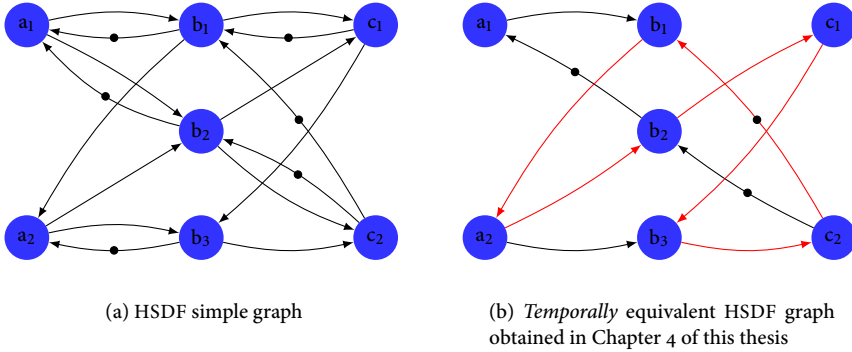 a₁ b₁ c₁
b₂
a₂ b₃ c₂
(a) HSDF simple graph
a₁ b₁ c₁
b₂
a₂ b₃ c₂
(b) Temporally equivalent HSDF graph
obtained in Chapter 4 of this thesis